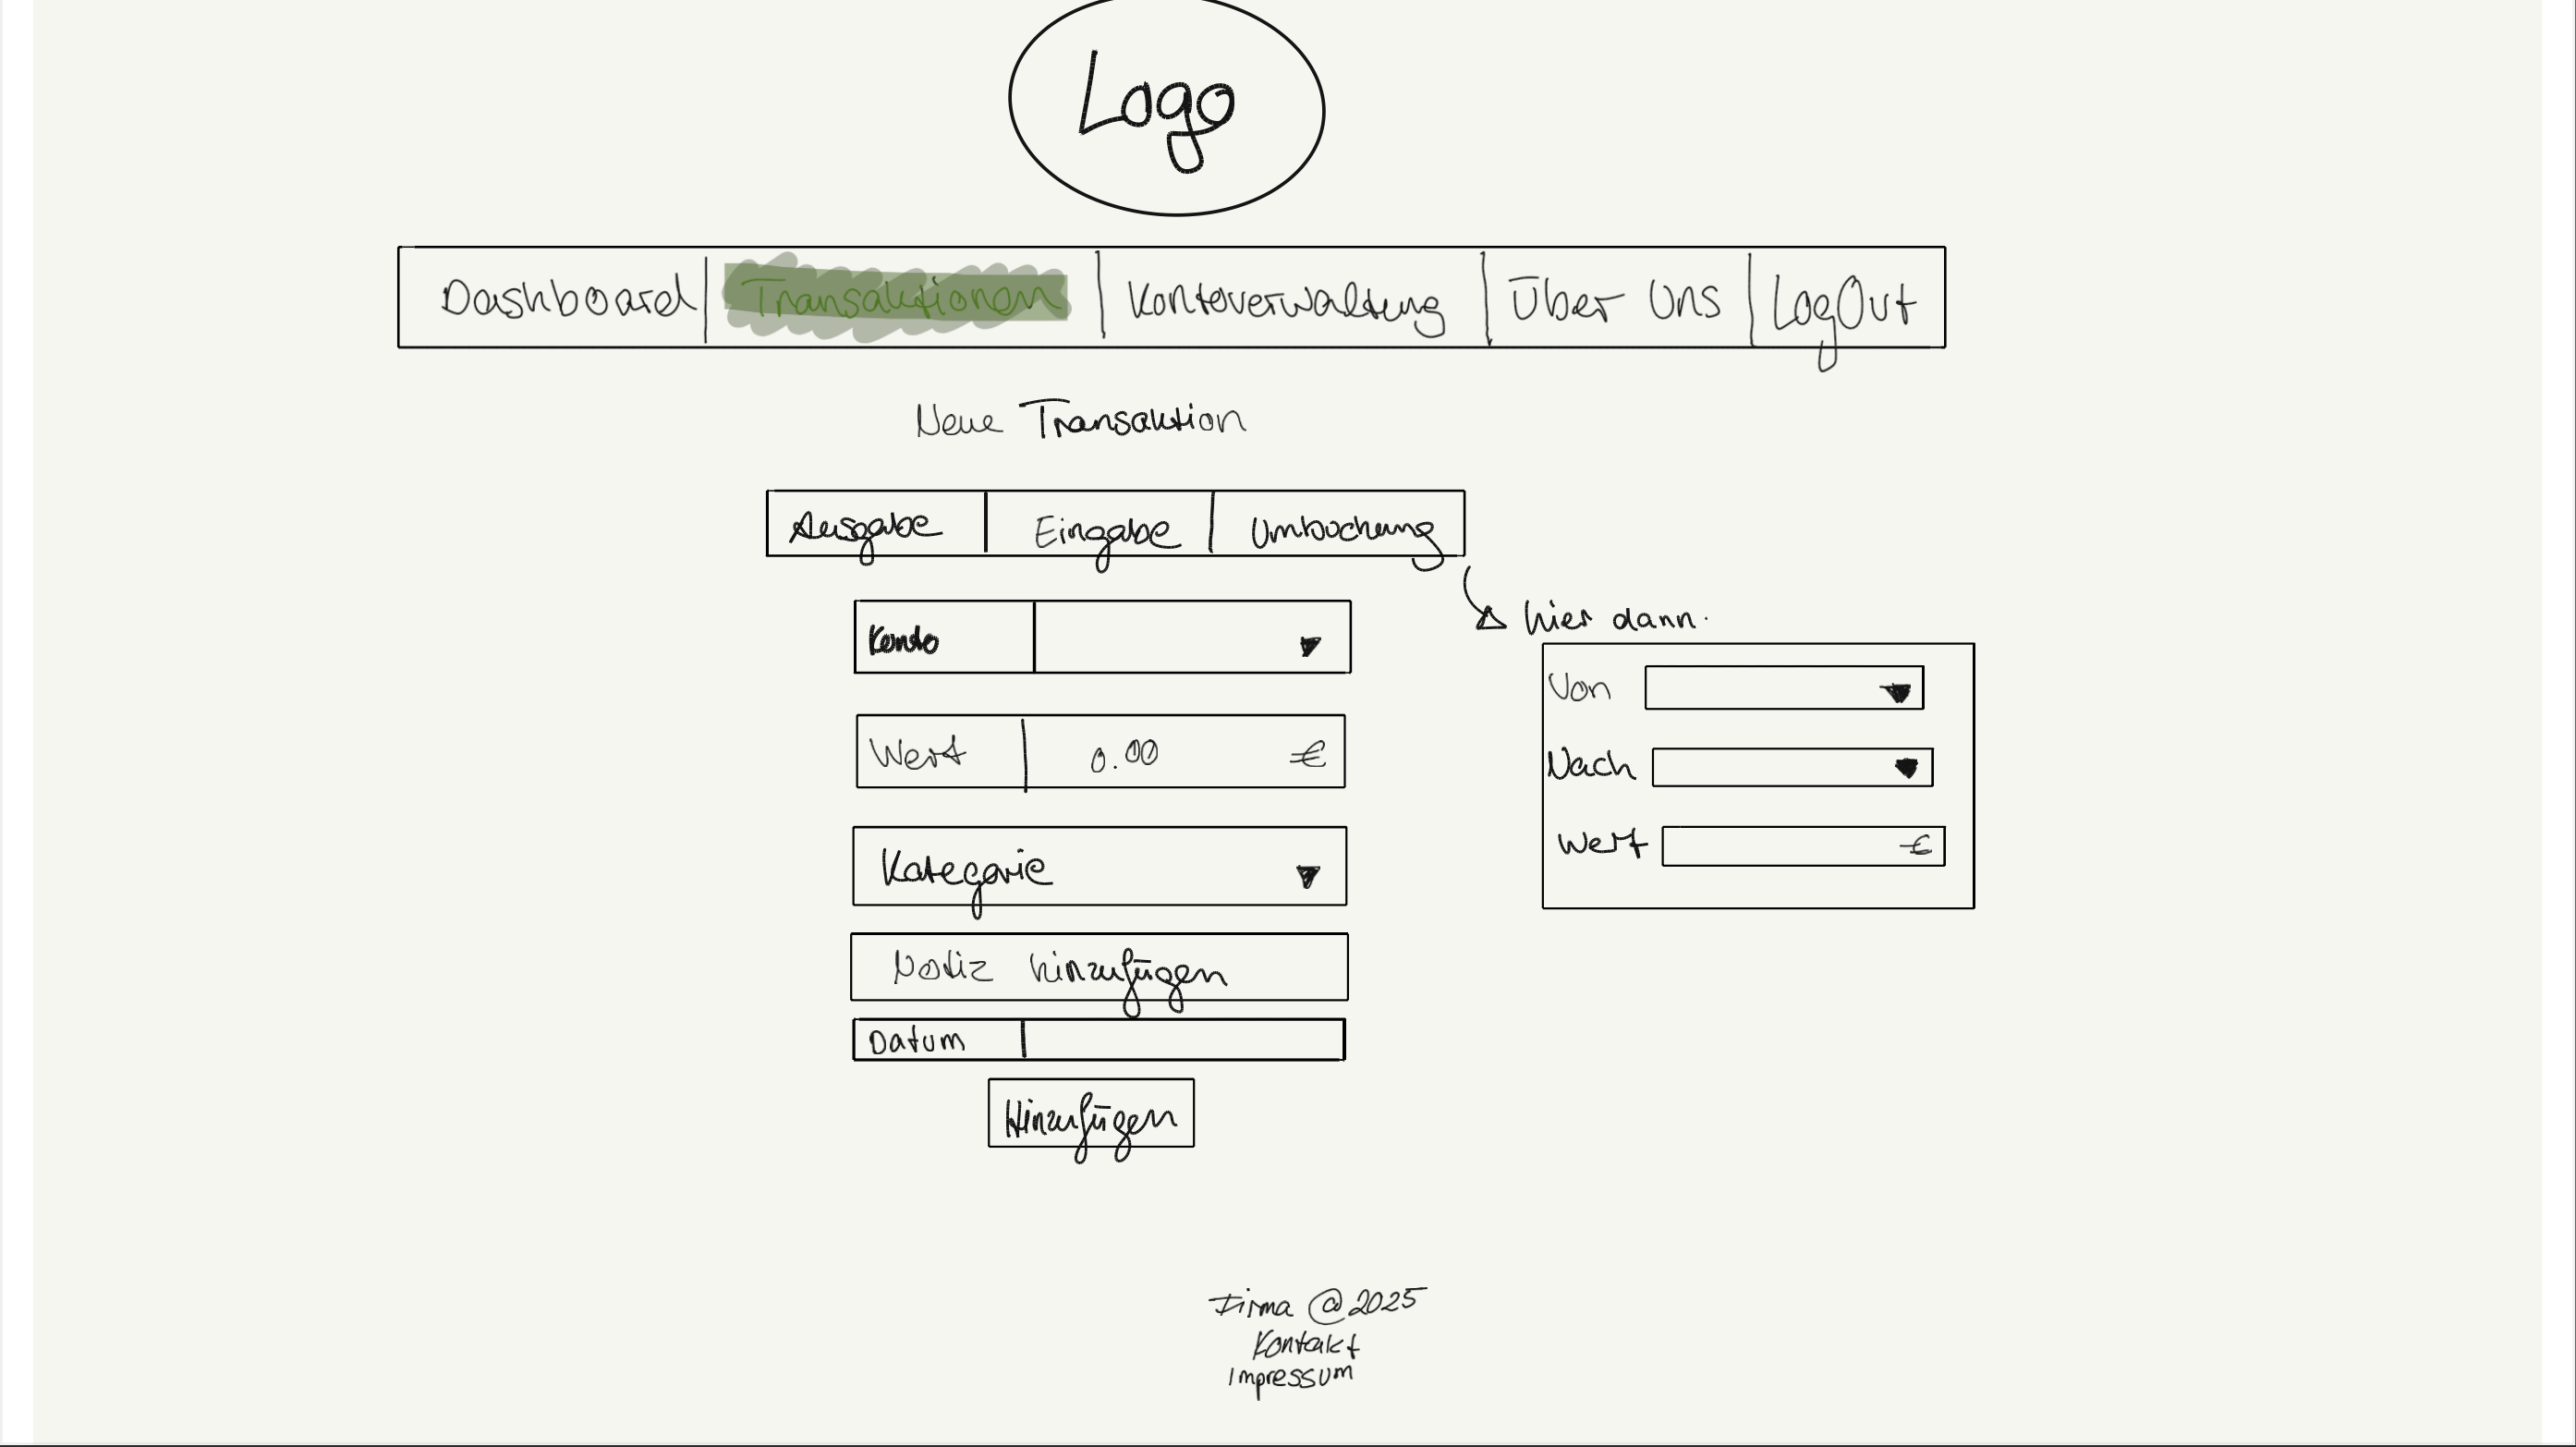 Logo
Dashboard Transaktionen Kontoverwaltung Über Uns LogOut
Neue Transaktion
Ausgabe Eingabe Umbuchung
hier dann.
Konto
Von
Wert 0.00 €
Nach
Wert €
Kategorie
Notiz hinzufügen
Datum
Hinzufügen
Firma @ 2025
Kontakt
Impressum